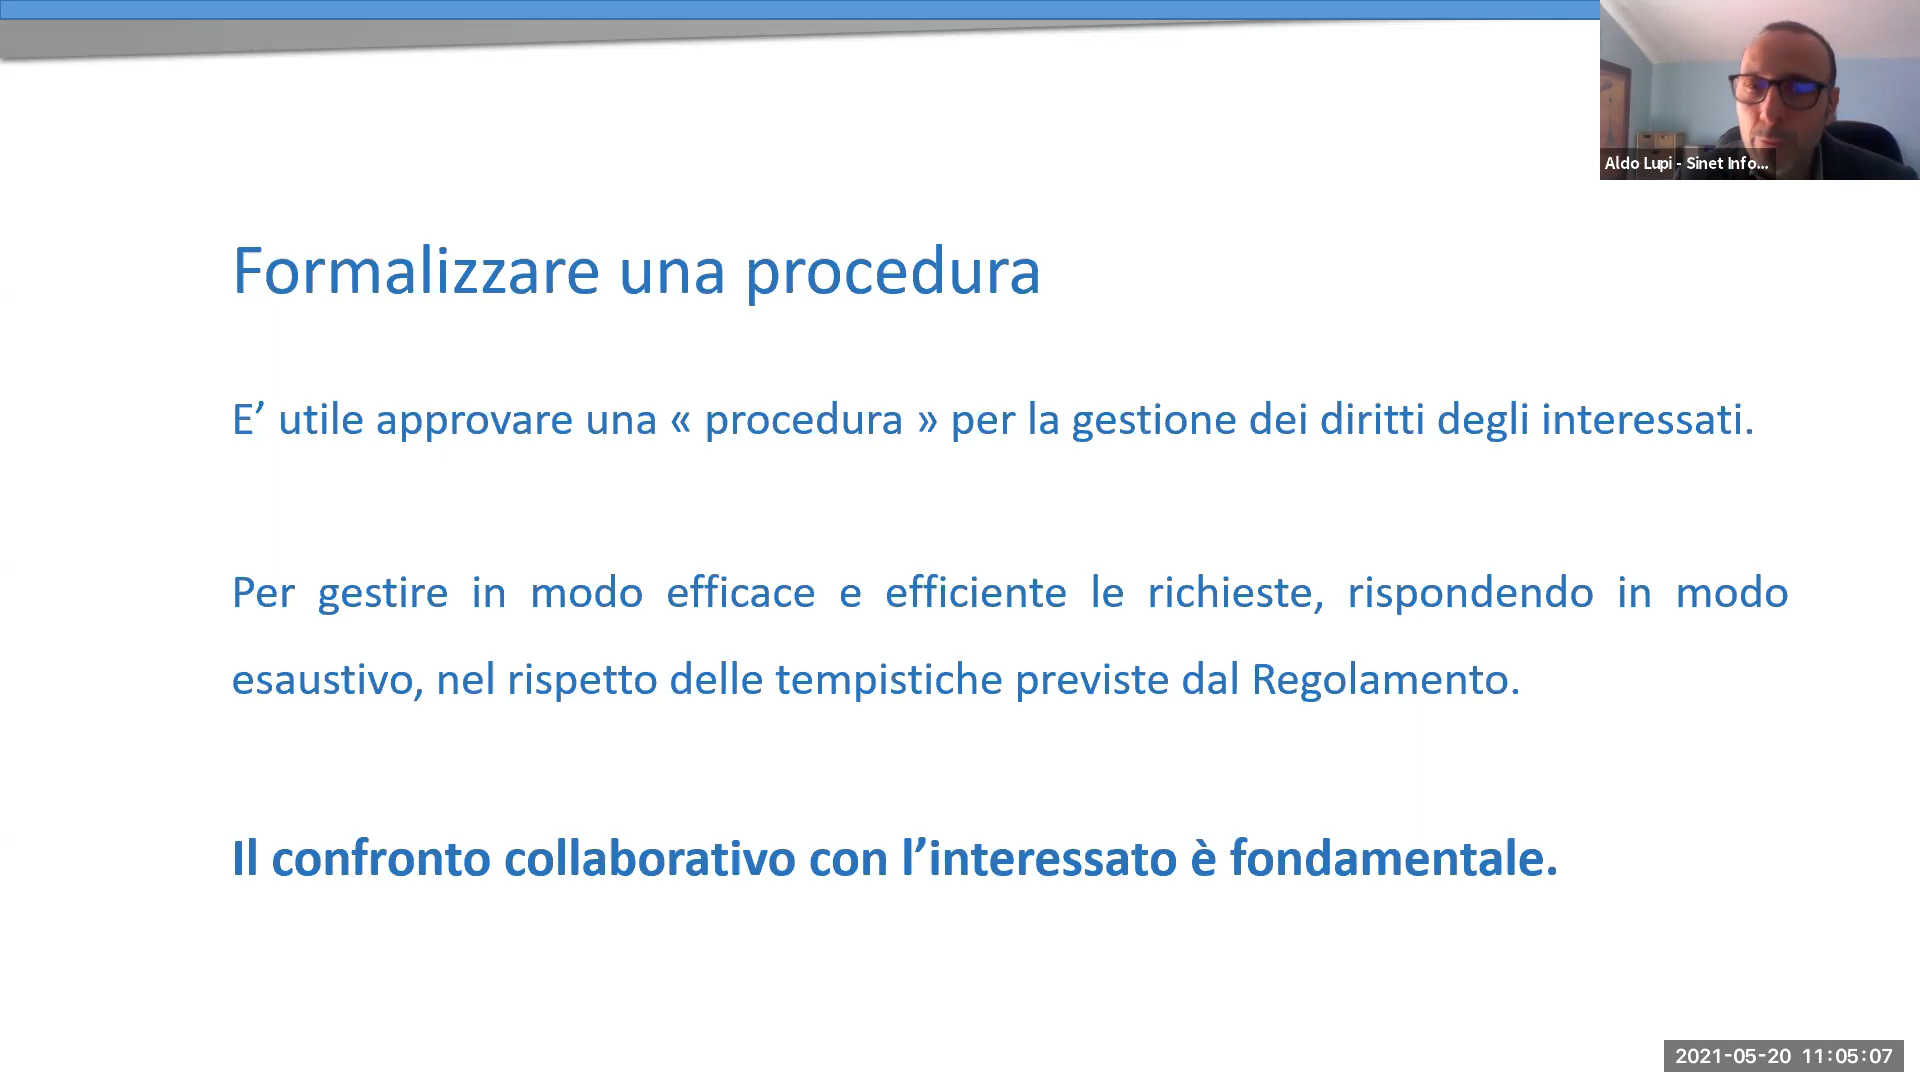 Aldo Lupi - Sinet Info...
Formalizzare una procedura
E’ utile approvare una « procedura » per la gestione dei diritti degli interessati.
Per gestire in modo efficace e efficiente le richieste, rispondendo in modo
esaustivo, nel rispetto delle tempistiche previste dal Regolamento.
Il confronto collaborativo con l’interessato è fondamentale.
2021-05-20 11:05:07